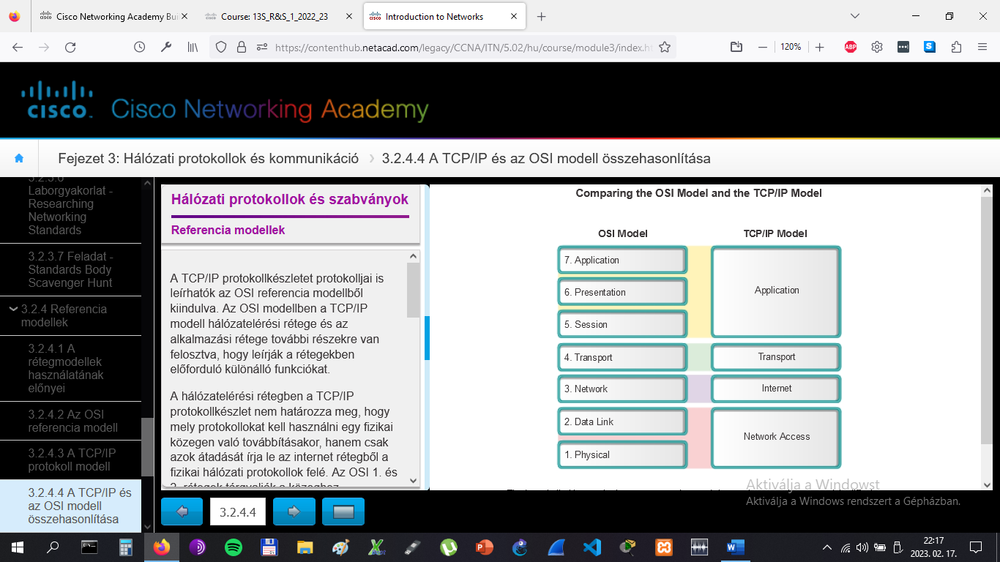 Cisco Networking Academy Bui
Course: 13S_R&S_1_2022_23
Introduction to Networks
https://contenthub.netacad.com/legacy/CCNA/ITN/5.02/hu/course/module3/index.ht
120%
ABP
CISCO
Cisco Networking Academy
Fejezet 3: Hálózati protokollok és kommunikáció
3.2.4.4 A TCP/IP és az OSI modell összehasonlítása
3.2.3.6
Laborgyakorlat -
Researching
Networking
Standards
3.2.3.7 Feladat -
Standards Body
Scavenger Hunt
3.2.4 Referencia
modellek
3.2.4.1 A
rétegmodellek
használatának
előnyei
3.2.4.2 Az OSI
referencia modell
3.2.4.3 A TCP/IP
protokoll modell
3.2.4.4 A TCP/IP és
az OSI modell
összehasonlítása
Hálózati protokollok és szabványok
Referencia modellek
A TCP/IP protokollkészletet protokolljai is
leírhatók az OSI referencia modellből
kiindulva. Az OSI modellben a TCP/IP
modell hálózatelérési rétege és az
alkalmazási rétege további részekre van
felosztva, hogy leírják a rétegekben
előforduló különálló funkciókat.
A hálózatelérési rétegben a TCP/IP
protokollkészlet nem határozza meg, hogy
mely protokollokat kell használni egy fizikai
közegen való továbbításakor, hanem csak
azok átadását írja le az internet rétegből a
fizikai hálózati protokollok felé. Az OSI 1. és
2. rétegek tárgyalják a közeghez
3.2.4.4
Comparing the OSI Model and the TCP/IP Model
OSI Model
TCP/IP Model
7. Application
6. Presentation
5. Session
Application
4. Transport
Transport
3. Network
Internet
2. Data Link
1. Physical
Network Access
Aktiválja a Windowst
Aktiválja a Windows rendszert a Gépházban.
22:17
2023. 02. 17.